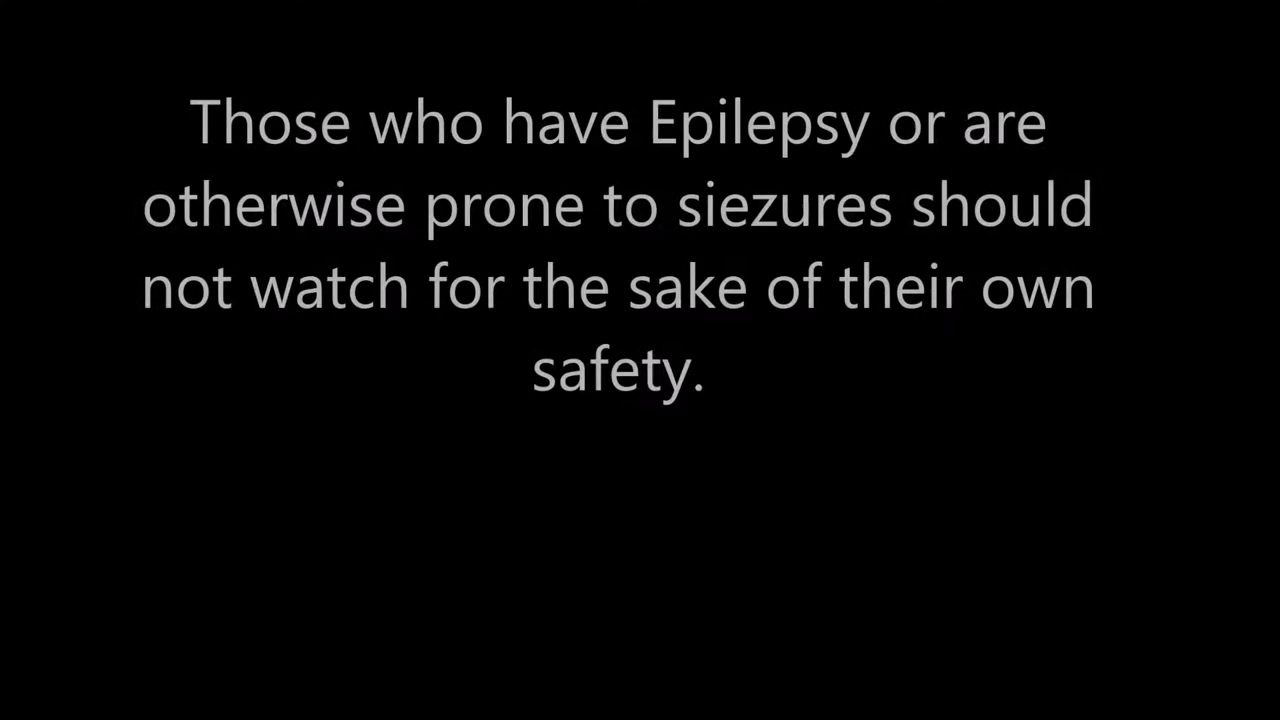 Those who have Epilepsy or are
otherwise prone to siezures should
not watch for the sake of their own
safety.